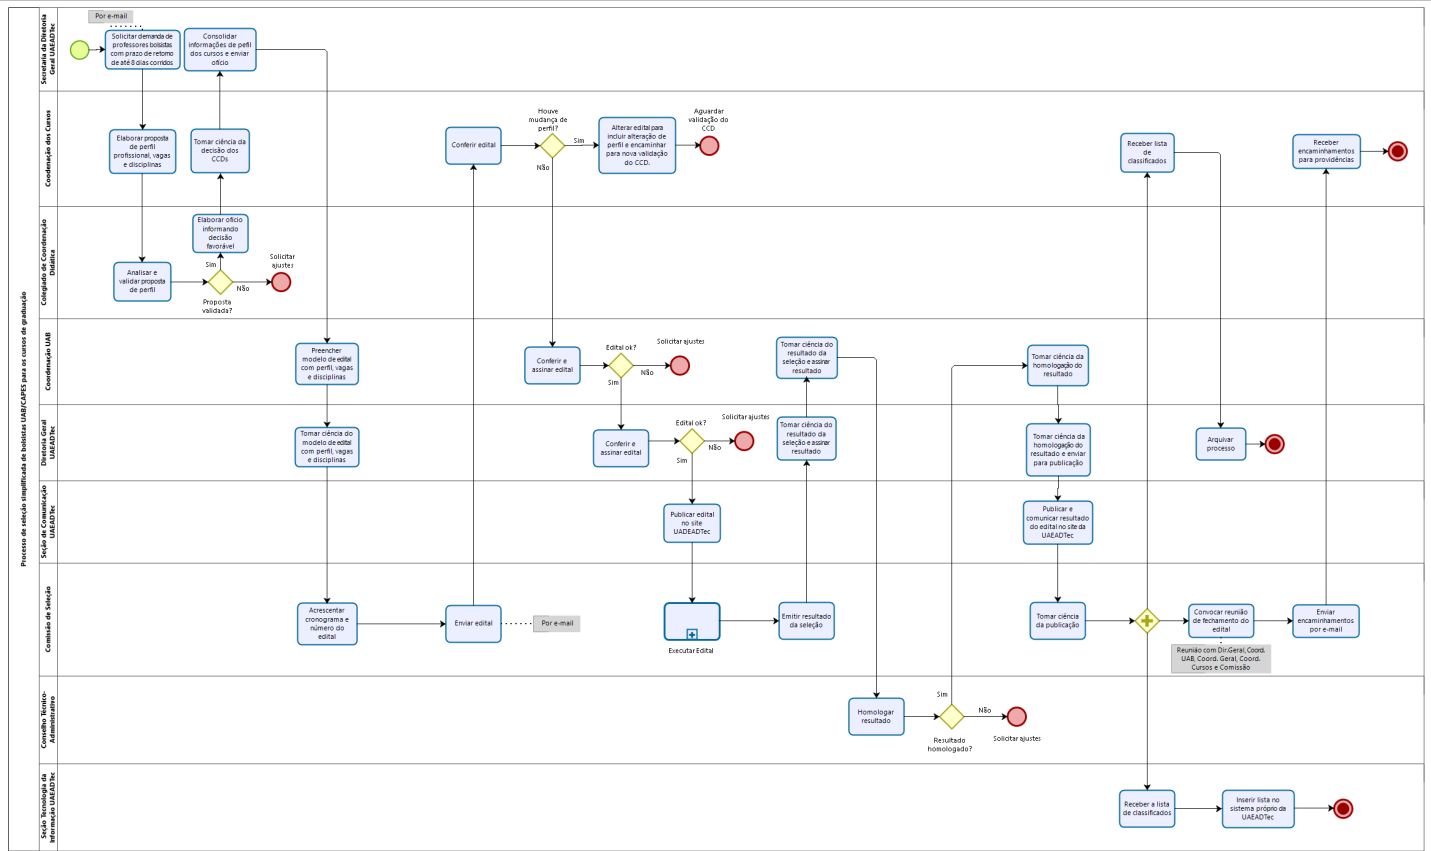 Processo de seleção simplificada de bolsistas UAB/CAPES para os cursos de graduação
Secretaria da Diretoria
Geral UAEADTec
Por e-mail
Solicitar demanda de
professores bolsistas
com prazo de retorno
de até 8 dias corridos
Consolidar
informações de pefil
dos cursos e enviar
ofício
Coodenação dos Cursos
Elaborar proposta
de perfil
profissional, vagas
e disciplinas
Tomar ciência da
decisão dos
CCDs
Conferir edital
Houve
mudança de
perfil?
Sim
Não
Alterar edital para
incluir alteração de
perfil e encaminhar
para nova validação
do CCD.
Aguardar
validação do
CCD
Receber lista
de
classificados
Receber
encaminhamentos
para providências
Colegiado de Coordenação
Didática
Elaborar ofício
informando
decisão
favorável
Sim
Analisar e
validar proposta
de perfil
Proposta
validada?
Não
Solicitar
ajustes
Coordenação UAB
Preencher
modelo de edital
com perfil, vagas
e disciplinas
Conferir e
assinar edital
Edital ok?
Não
Sim
Solicitar ajustes
Tomar ciência do
resultado da
seleção e assinar
resultado
Tomar ciência da
homologação do
resultado
Diretoria Geral
UAEADTec
Tomar ciência do
modelo de edital
com perfil, vagas
e disciplinas
Conferir e
assinar edital
Edital ok?
Não
Sim
Solicitar ajustes
Tomar ciência do
resultado da
seleção e assinar
resultado
Tomar ciência da
homologação do
resultado e enviar
para publicação
Arquivar
processo
Seção de Comunicação
UAEADTec
Publicar edital
no site
UADEADTec
Publicar e
comunicar resultado
do edital no site da
UAEADTec
Comissão de Seleção
Acrescentar
cronograma e
número do
edital
Enviar edital
Por e-mail
Executar Edital
Emitir resultado
da seleção
Tomar ciência
da publicação
Convocar reunião
de fechamento do
edital
Reunião com Dir.Geral, Coord.
UAB, Coord. Geral, Coord.
Cursos e Comissão
Enviar
encaminhamentos
por e-mail
Conselho Técnico-
Administrativo
Homologar
resultado
Sim
Resultado
homologado?
Não
Solicitar ajustes
Seção Tecnologia da
Informação UAEADTec
Receber a lista
de classificados
Inserir lista no
sistema próprio da
UAEADTec